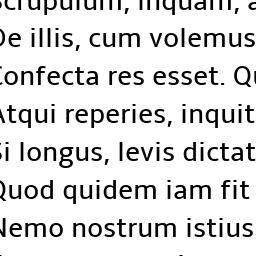 Scrupulum, inquam, a
De illis, cum volemus
Confecta res esset. Qu
Atqui reperies, inquit
Si longus, levis dictat
Quod quidem iam fit
Nemo nostrum istius